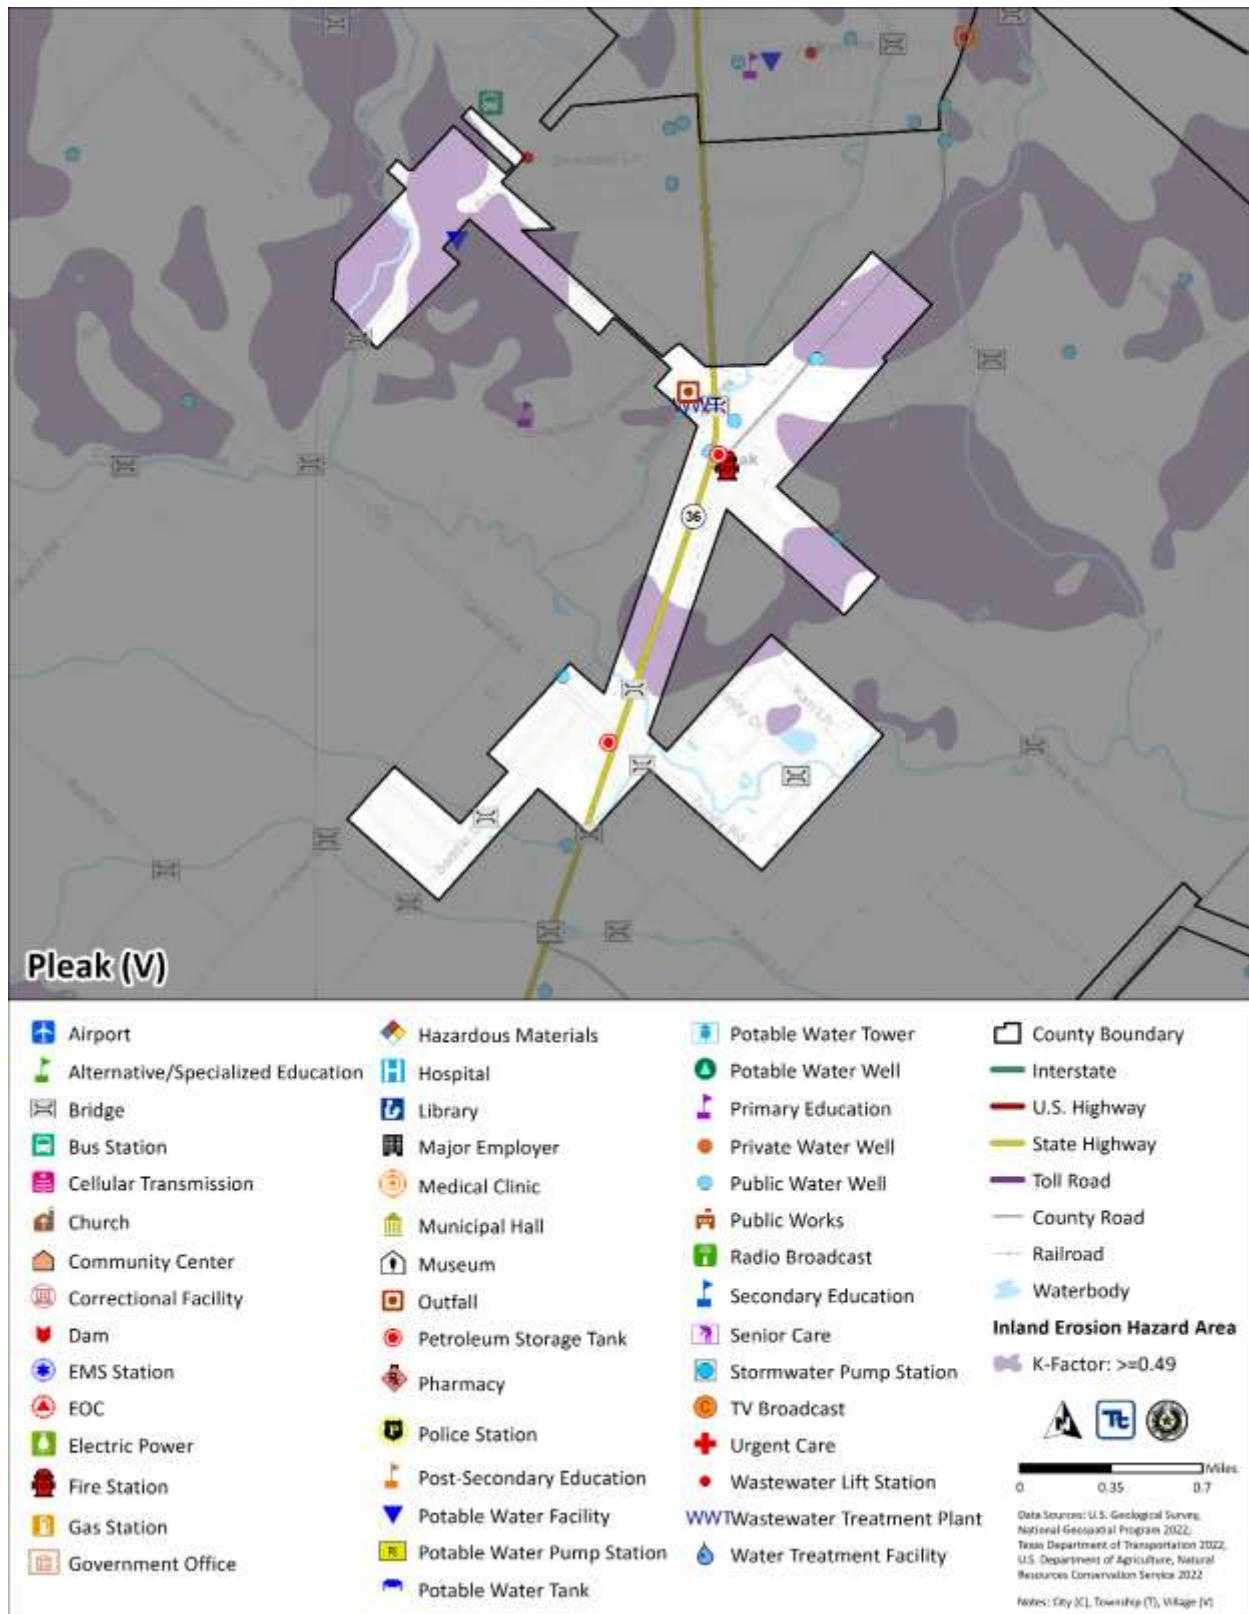 WWT
ak
36
Kari Ln
Pleak (V)
Airport
Alternative/Specialized Education
Bridge
Bus Station
Cellular Transmission
Church
Community Center
Correctional Facility
Dam
EMS Station
EOC
Electric Power
Fire Station
Gas Station
Government Office
Hazardous Materials
Hospital
Library
Major Employer
Medical Clinic
Municipal Hall
Museum
Outfall
Petroleum Storage Tank
Pharmacy
Police Station
Post-Secondary Education
Potable Water Facility
PS Potable Water Pump Station
Potable Water Tank
Potable Water Tower
Potable Water Well
Primary Education
Private Water Well
Public Water Well
Public Works
Radio Broadcast
Secondary Education
Senior Care
Stormwater Pump Station
C TV Broadcast
Urgent Care
Wastewater Lift Station
WWT Wastewater Treatment Plant
Water Treatment Facility
County Boundary
Interstate
U.S. Highway
State Highway
Toll Road
County Road
Railroad
Waterbody
Inland Erosion Hazard Area
K-Factor: >=0.49
Miles
0 0.35 0.7
Data Sources: U.S. Geological Survey,
National Geospatial Program 2022;
Texas Department of Transportation 2022,
U.S. Department of Agriculture, Natural
Resources Conservation Service 2022
Notes: City (C), Township (T), Village (V)